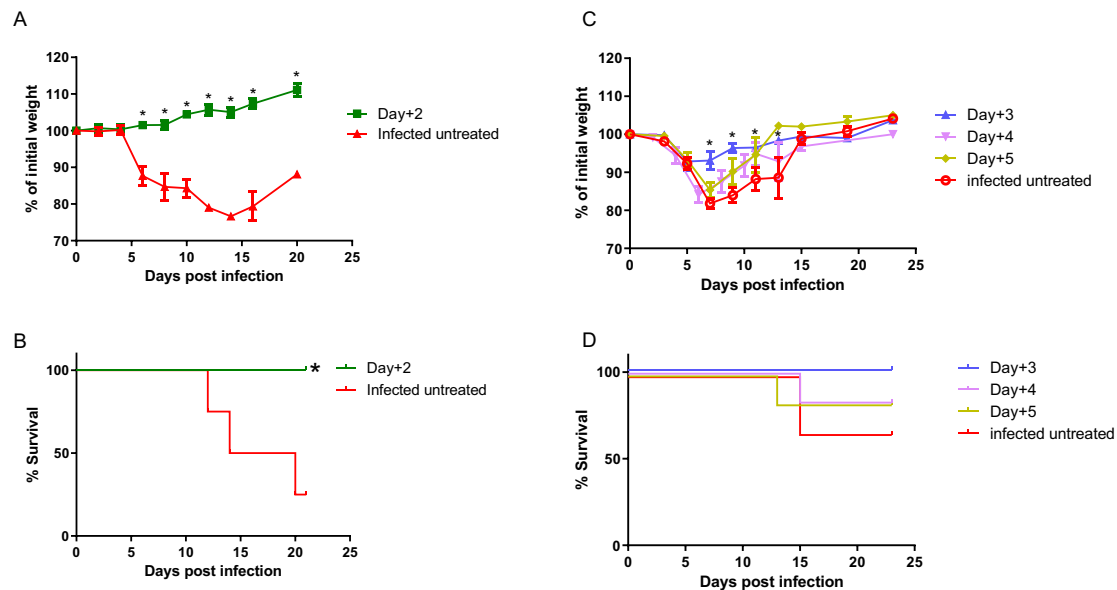 A
120
110
100
90
80
70
% of initial weight
* * * * * * *
0 5 10 15 20 25
Days post infection
Day+2
Infected untreated
C
120
110
100
90
80
70
% of initial weight
* * * *
0 5 10 15 20 25
Days post infection
Day+3
Day+4
Day+5
infected untreated
B
100
50
0
% Survival
*
0 5 10 15 20 25
Days post infection
Day+2
Infected untreated
D
100
50
0
% Survival
0 5 10 15 20 25
Days post infection
Day+3
Day+4
Day+5
infected untreated